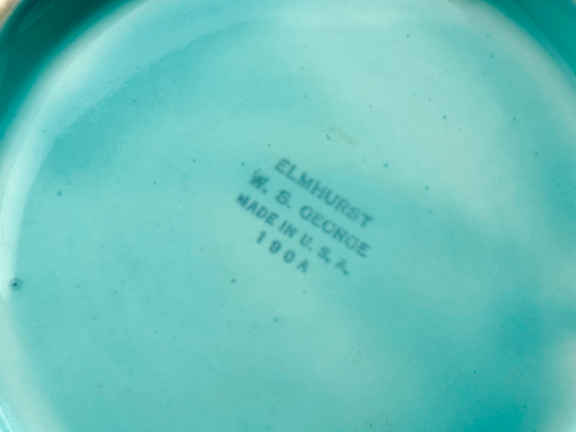 ELMHURST
W. S. GEORGE
MADE IN U. S. A.
190A